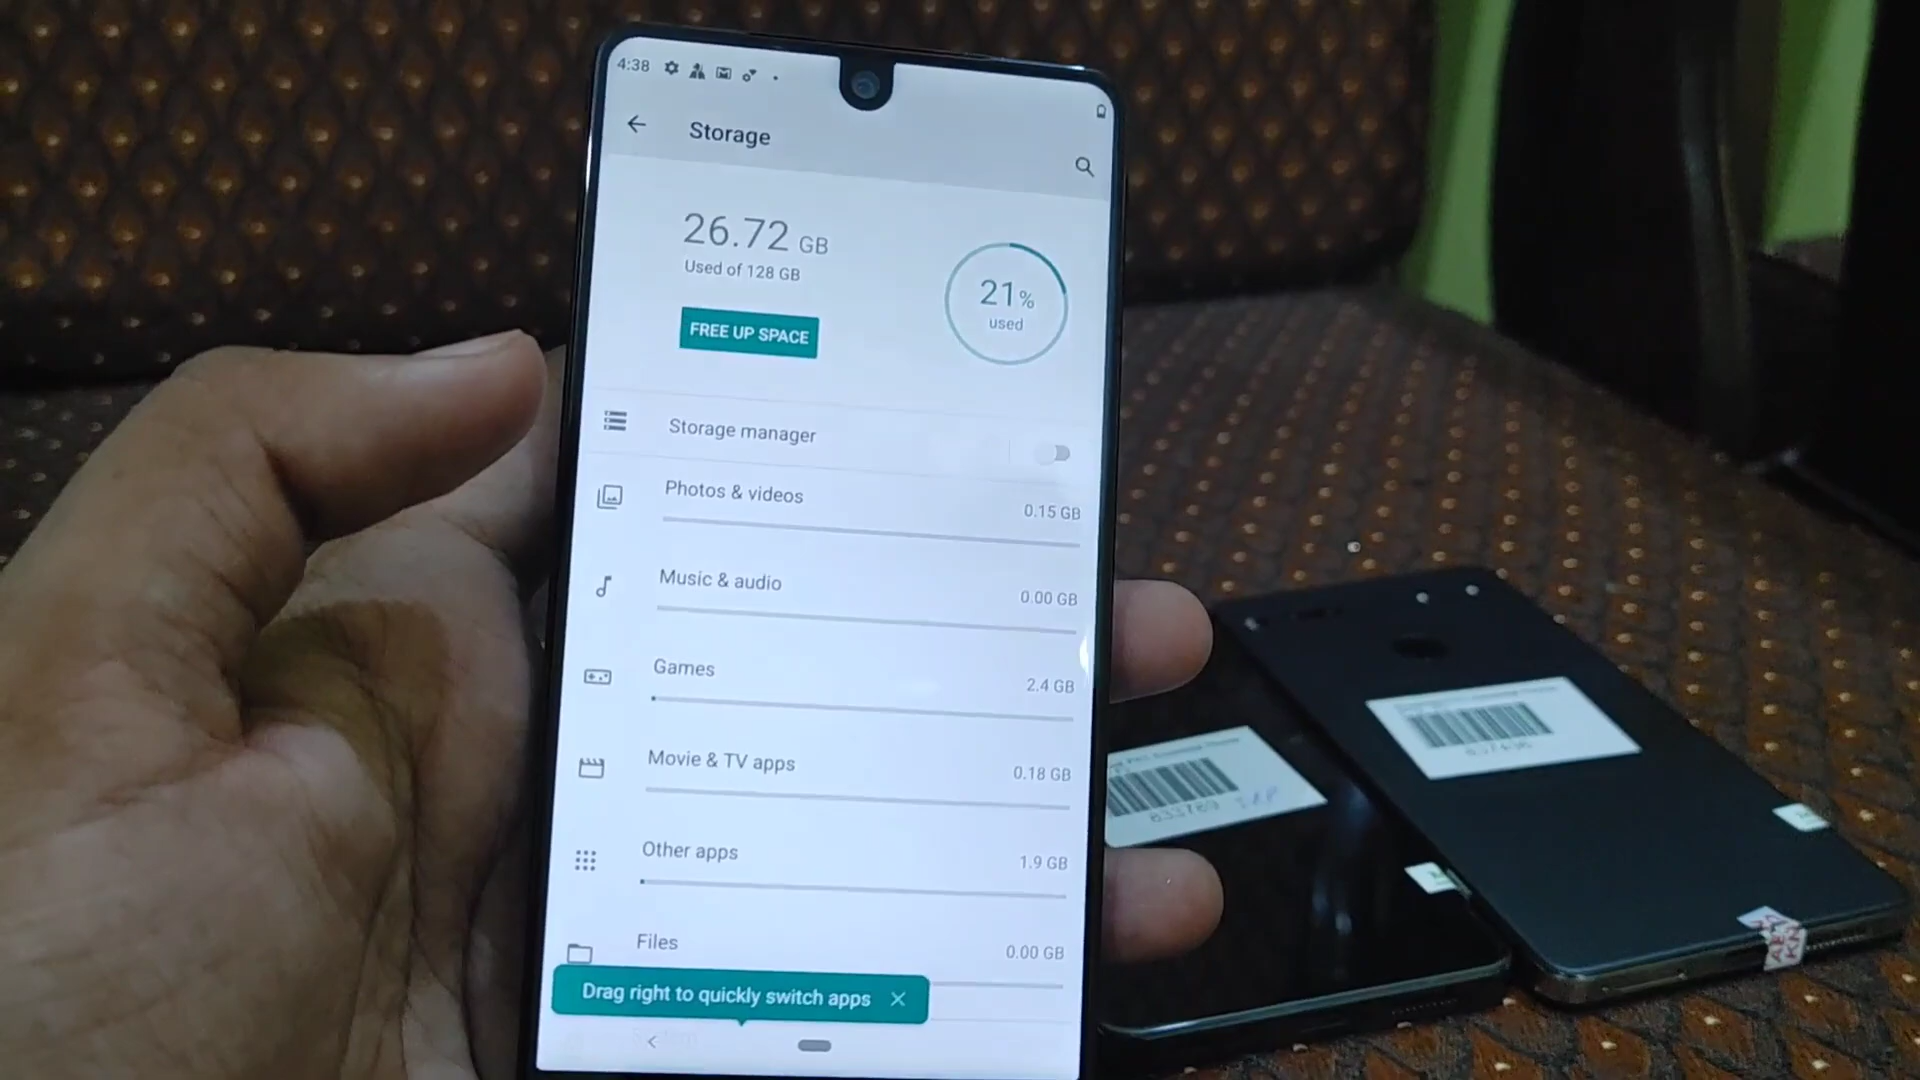 4:38
Storage
26.72 GB
Used of 128 GB
21%
used
FREE UP SPACE
Storage manager
Photos & videos
0.15 GB
Music & audio
0.00 GB
Games
2.4 GB
Movie & TV apps
0.18 GB
Other apps
1.9 GB
Files
0.00 GB
Drag right to quickly switch apps
System
833789